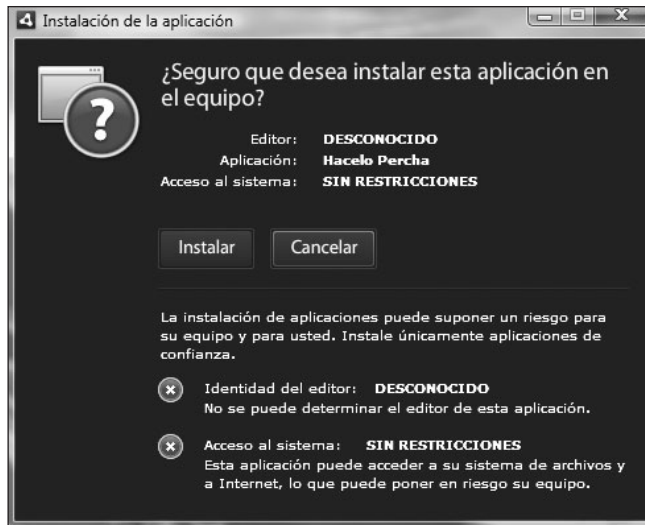 Instalación de la aplicación
¿Seguro que desea instalar esta aplicación en
el equipo?
Editor: DESCONOCIDO
Aplicación: Hacelo Percha
Acceso al sistema: SIN RESTRICCIONES
Instalar Cancelar
La instalación de aplicaciones puede suponer un riesgo para
su equipo y para usted. Instale únicamente aplicaciones de
confianza.
Identidad del editor: DESCONOCIDO
No se puede determinar el editor de esta aplicación.
Acceso al sistema: SIN RESTRICCIONES
Esta aplicación puede acceder a su sistema de archivos y
a Internet, lo que puede poner en riesgo su equipo.